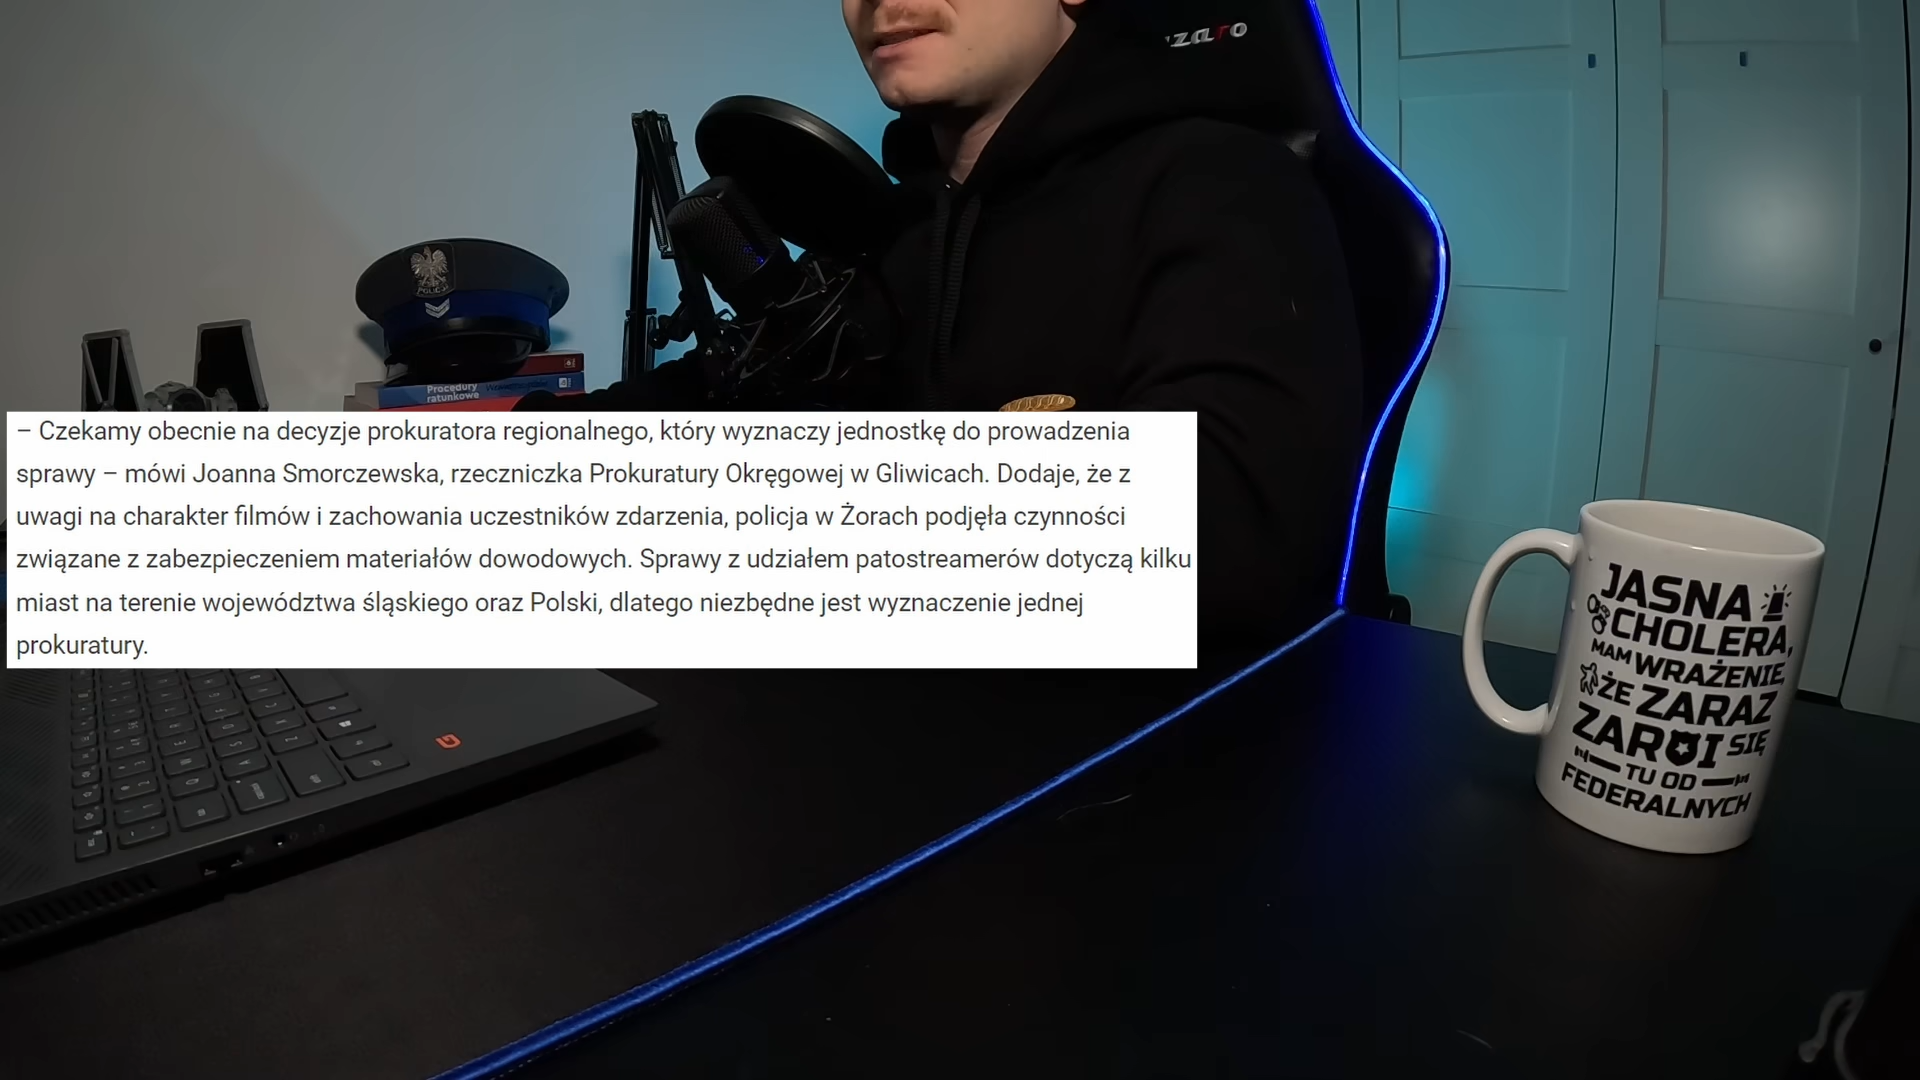 zaro
POLICJA
Procedury
ratunkowe
– Czekamy obecnie na decyzje prokuratora regionalnego, który wyznaczy jednostkę do prowadzenia
sprawy – mówi Joanna Smorczewska, rzeczniczka Prokuratury Okręgowej w Gliwicach. Dodaje, że z
uwagi na charakter filmów i zachowania uczestników zdarzenia, policja w Żorach podjęła czynności
związane z zabezpieczeniem materiałów dowodowych. Sprawy z udziałem patostreamerów dotyczą kilku
miast na terenie województwa śląskiego oraz Polski, dlatego niezbędne jest wyznaczenie jednej
prokuratury.
JASNA
CHOLERA,
MAM WRAŻENIE,
ŻE ZARAZ
ZAROI SIĘ
TU OD
FEDERALNYCH